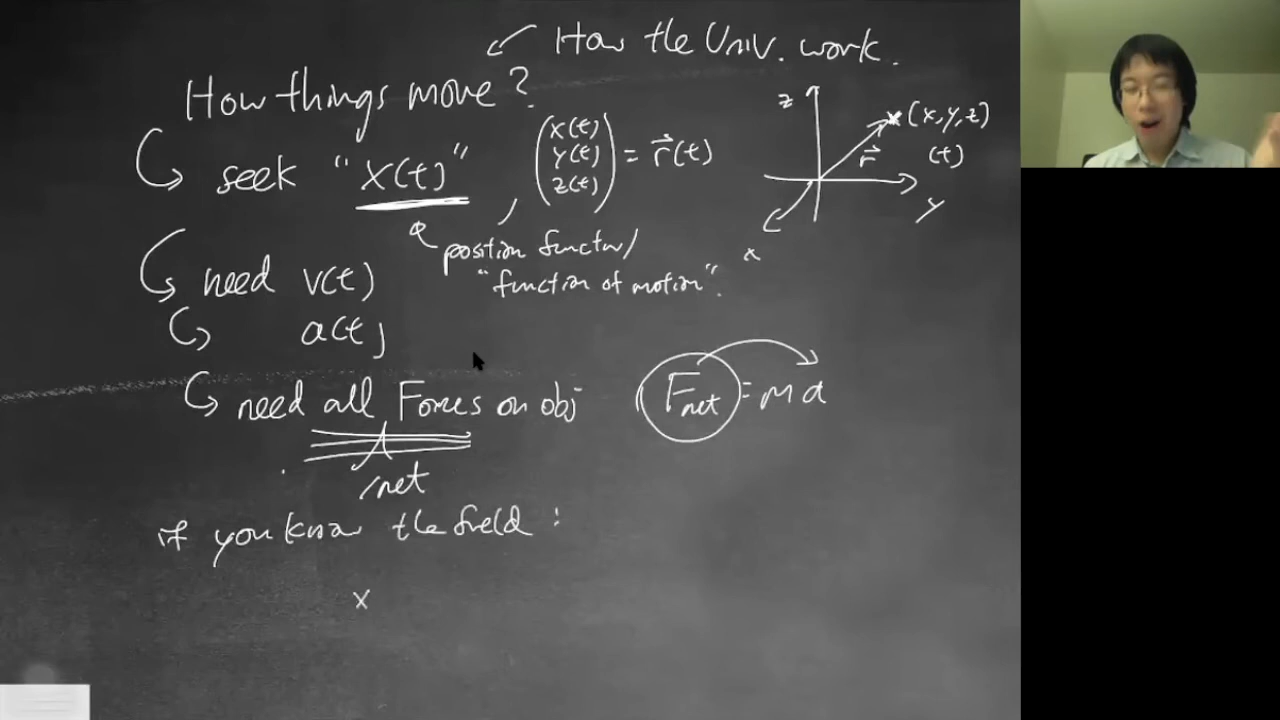 How the Univ. work.
How things move?
seek "x(t)"
x(t)
y(t)
z(t)
= r⃗(t)
z
(x,y,z)
(t)
r⃗
y
x
position function/
"function of motion".
need v(t)
a(t)
need all Forces on obj
Fnet = ma
net
if you know the field:
x